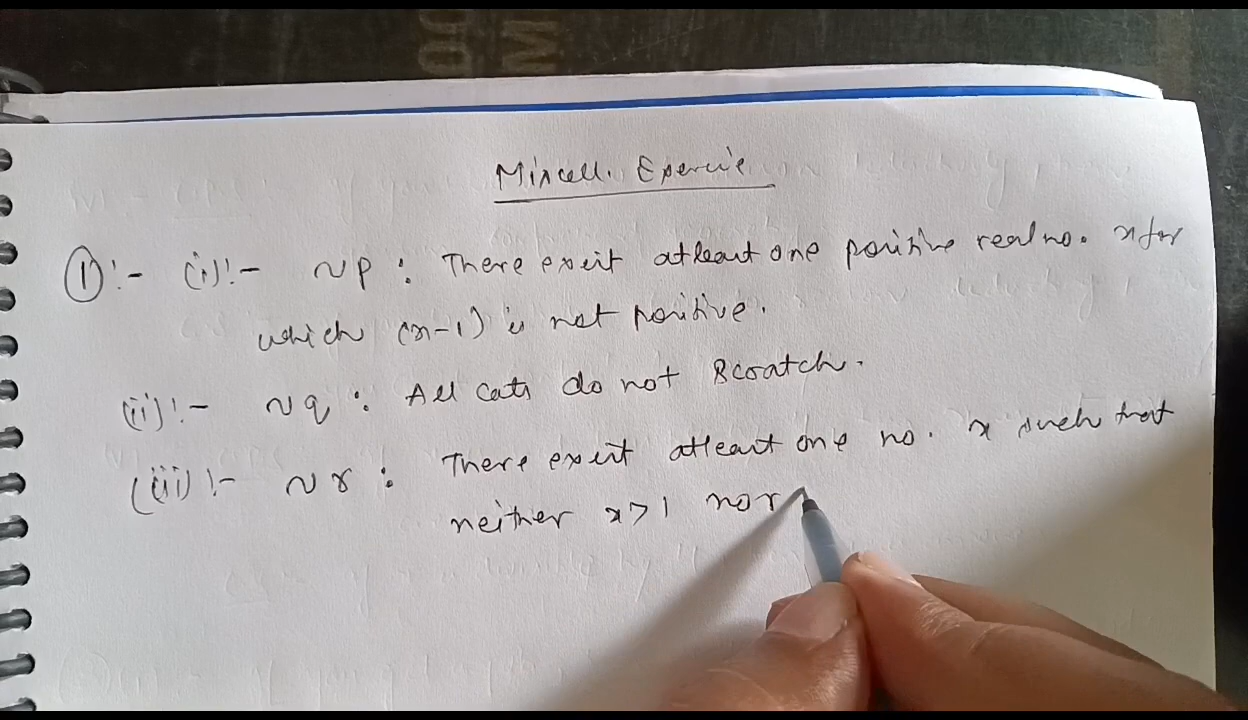 Miscell. Exercise
(1):- (i):- ~p : There exist atleast one positive real no. x for
which (x-1) is not positive.
(ii):- ~q : All Cats do not Scratch.
(iii):- ~r : There exist atleast one no. x such that
neither x>1 nor